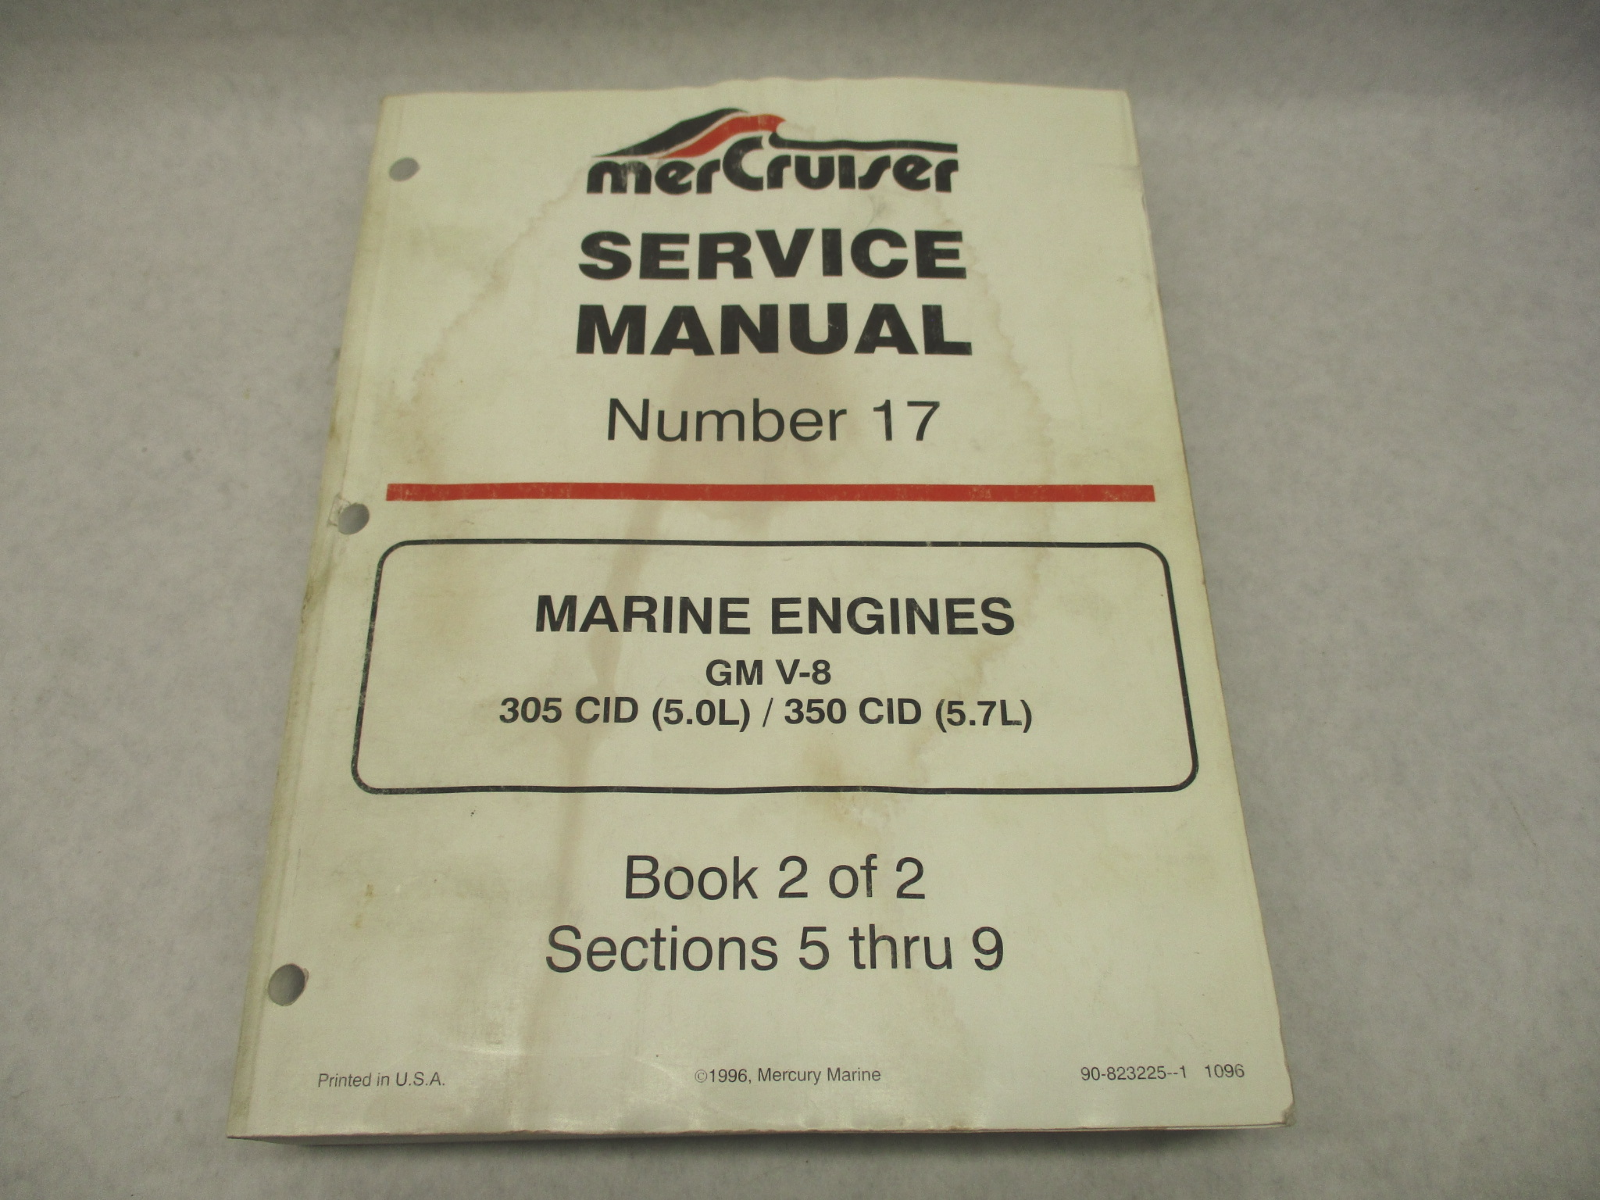 merCruiser
SERVICE
MANUAL
Number 17
MARINE ENGINES
GM V-8
305 CID (5.0L) / 350 CID (5.7L)
Book 2 of 2
Sections 5 thru 9
Printed in U.S.A. ©1996, Mercury Marine 90-823225--1 1096